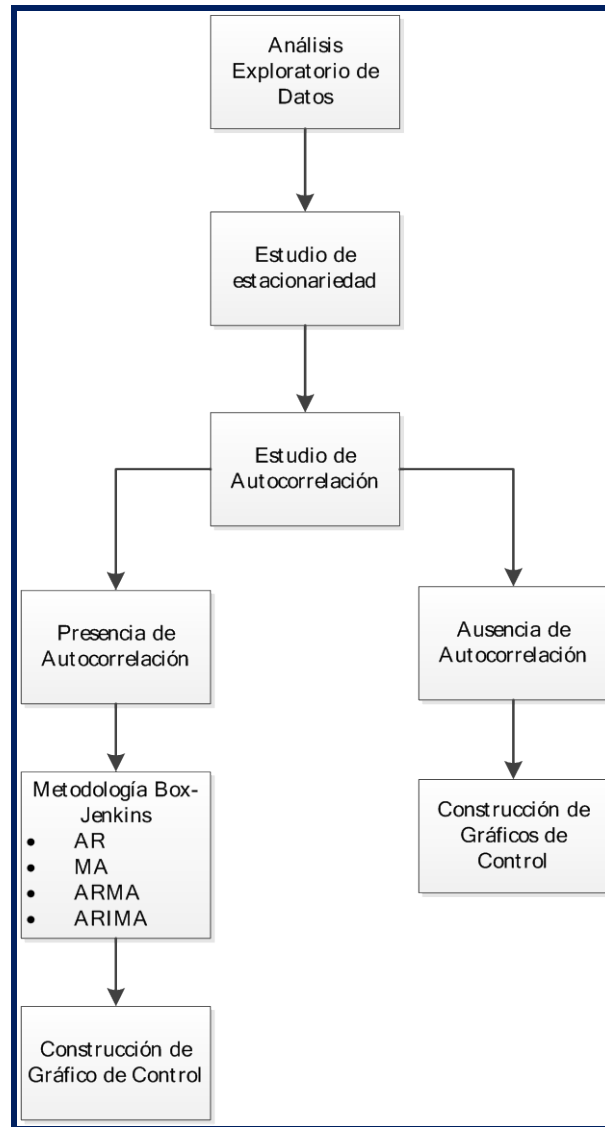 Análisis
Exploratorio de
Datos
Estudio de
estacionariedad
Estudio de
Autocorrelación
Presencia de
Autocorrelación
Ausencia de
Autocorrelación
Metodología Box-
Jenkins
• AR
• MA
• ARMA
• ARIMA
Construcción de
Gráficos de
Control
Construcción de
Gráfico de Control